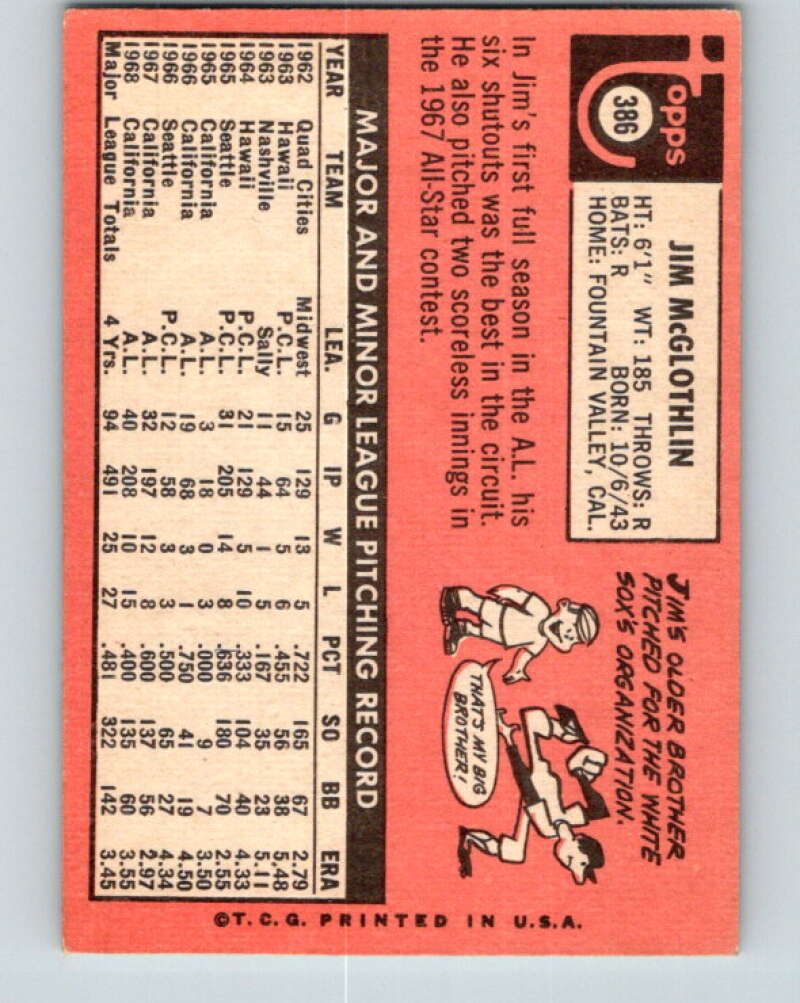 Topps
386
JIM McGLOTHLIN
HT: 6'1" WT: 185 THROWS: R
BATS: R BORN: 10/6/43
HOME: FOUNTAIN VALLEY, CAL.
In Jim's first full season in the A.L. his
six shutouts was the best in the circuit.
He also pitched two scoreless innings in
the 1967 All-Star contest.
JIM'S OLDER BROTHER
PITCHED FOR THE WHITE
SOX'S ORGANIZATION.
THAT'S MY BIG
BROTHER!
MAJOR AND MINOR LEAGUE PITCHING RECORD
YEAR TEAM LEA. G IP W L PCT SO BB ERA
1962 Quad Cities Midwest 25 129 13 5 .722 165 67 2.79
1963 Hawaii P.C.L. 15 64 5 6 .455 56 38 5.48
1963 Nashville Sally 11 44 1 5 .167 35 23 5.11
1964 Hawaii P.C.L. 21 129 5 10 .333 104 40 4.33
1965 Seattle P.C.L. 31 205 14 8 .636 180 70 2.55
1965 California A.L. 3 18 0 3 .000 9 7 3.50
1966 California A.L. 19 68 3 1 .750 41 19 4.50
1966 Seattle P.C.L. 12 58 3 3 .500 65 27 4.34
1967 California A.L. 32 197 12 8 .600 137 56 2.97
1968 California A.L. 40 208 10 15 .400 135 60 3.55
Major League Totals 4 Yrs. 94 491 25 27 .481 322 142 3.45
©T.C.G. PRINTED IN U.S.A.